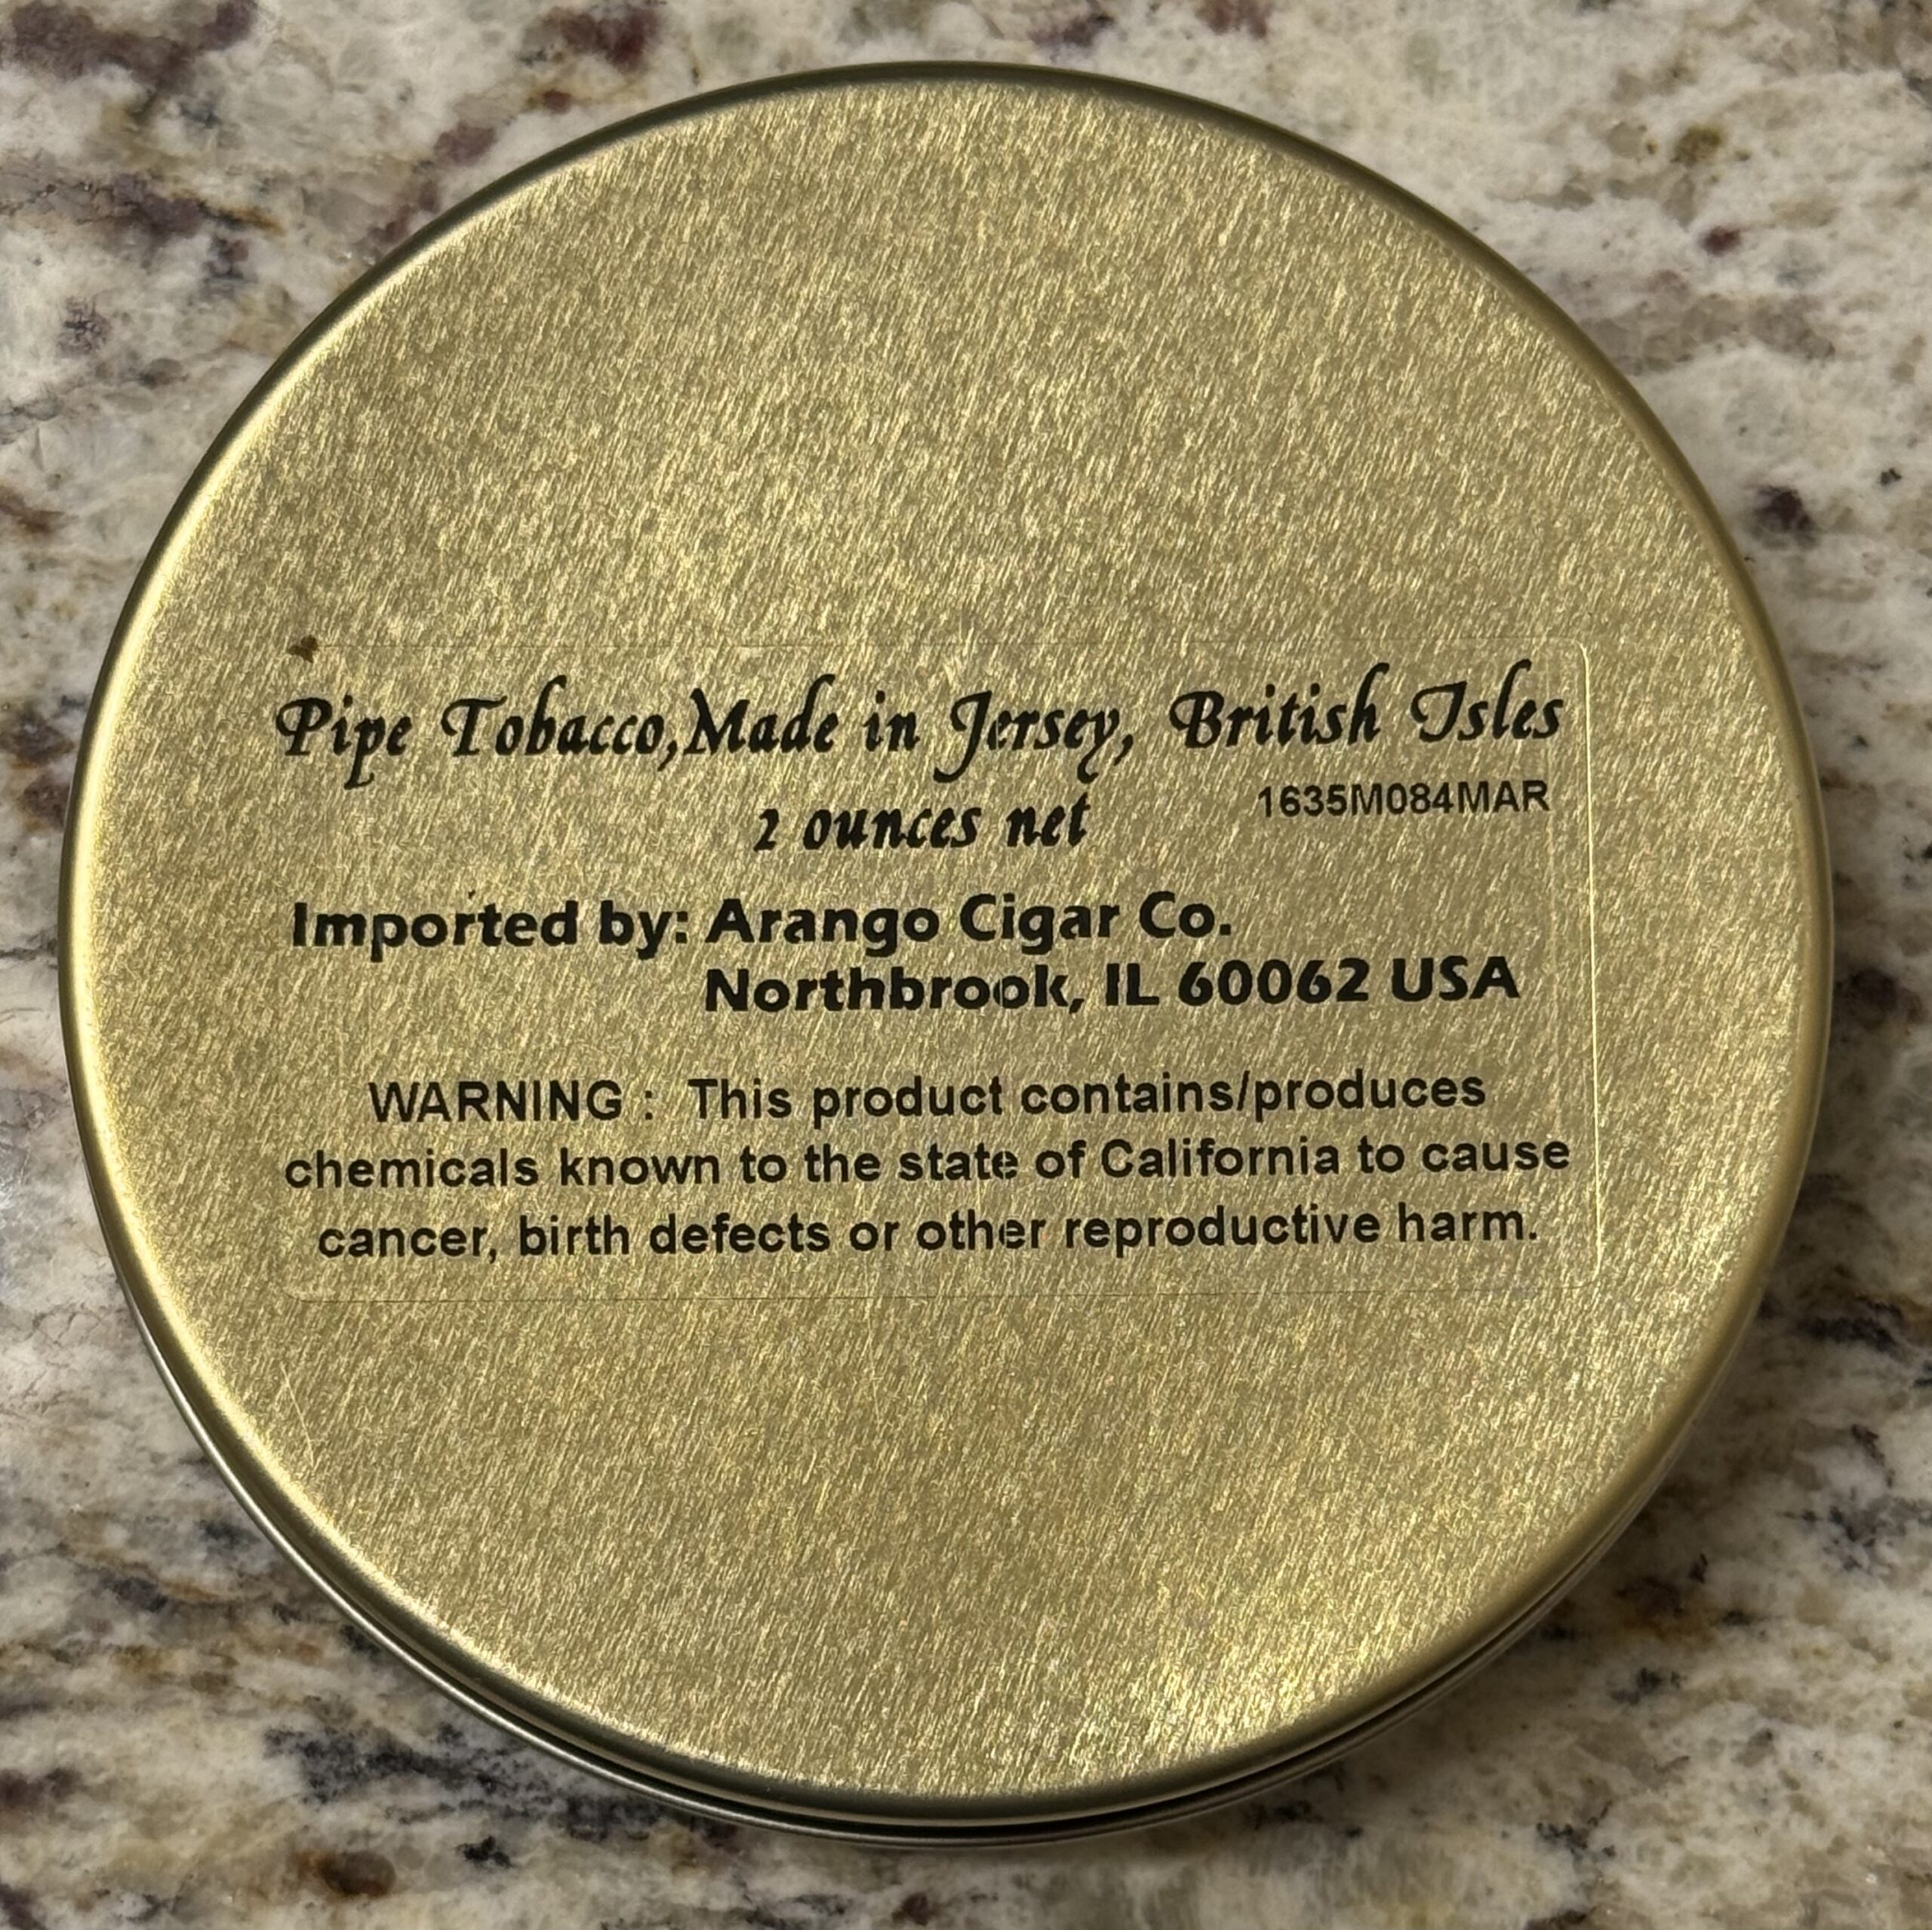 Pipe Tobacco,Made in Jersey, British Isles
1635M084MAR
2 ounces net
Imported by: Arango Cigar Co.
Northbrook, IL 60062 USA
WARNING : This product contains/produces
chemicals known to the state of California to cause
cancer, birth defects or other reproductive harm.